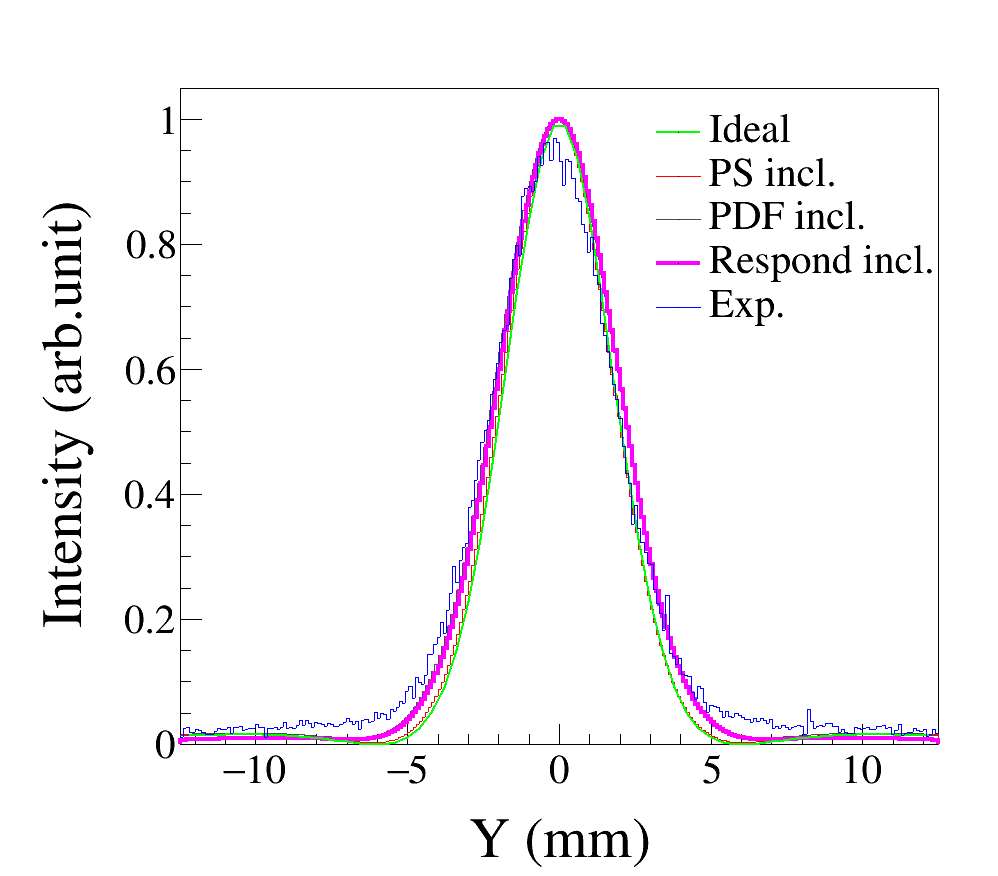 1
0.8
0.6
0.4
0.2
0
−10
−5
0
5
10
Intensity (arb.unit)
Y (mm)
Ideal
PS incl.
PDF incl.
Respond incl.
Exp.